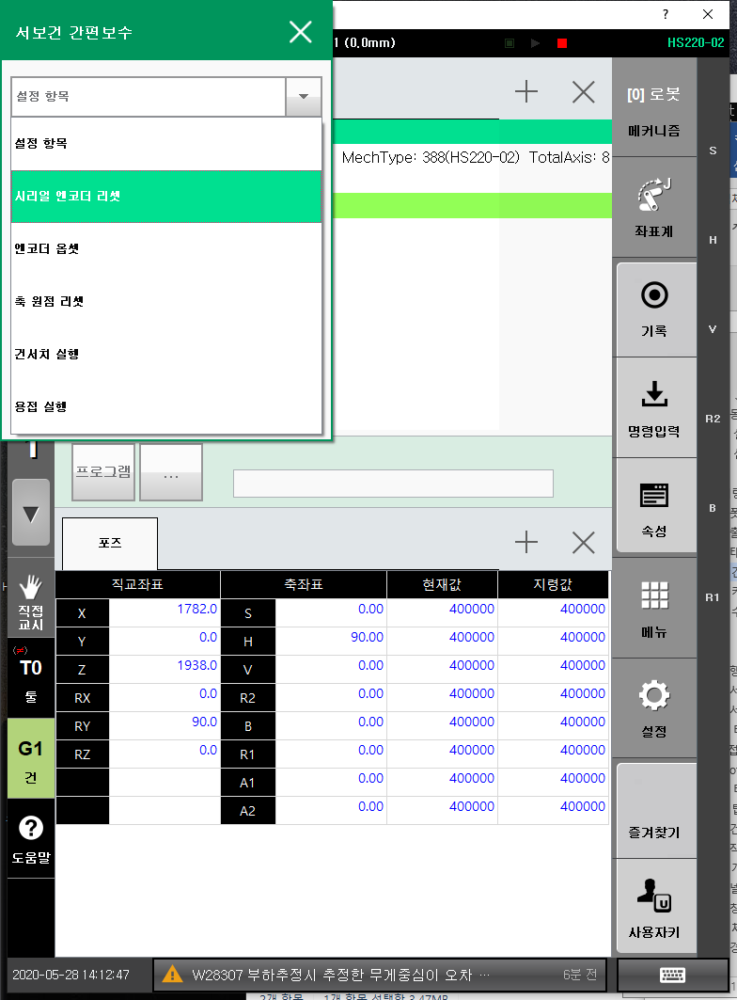 서보건 간편보수
?
1 (0.0mm)
HS220-02
설정 항목
설정 항목
시리얼 엔코더 리셋
엔코더 옵셋
축 원점 리셋
건서치 실행
용접 실행
MechType: 388(HS220-02) TotalAxis: 8
[0] 로봇
메커니즘
좌표계
기록
명령입력
속성
메뉴
설정
즐겨찾기
사용자키
S
H
V
R2
B
R1
프로그램
...
포즈
직접
교시
T0
툴
G1
건
도움말
직교좌표 축좌표 현재값 지령값
X 1782.0 S 0.00 400000 400000
Y 0.0 H 90.00 400000 400000
Z 1938.0 V 0.00 400000 400000
RX 0.0 R2 0.00 400000 400000
RY 90.0 B 0.00 400000 400000
RZ 0.0 R1 0.00 400000 400000
A1 0.00 400000 400000
A2 0.00 400000 400000
2020-05-28 14:12:47
W28307 부하추정시 추정한 무게중심이 오차 ...
6분 전